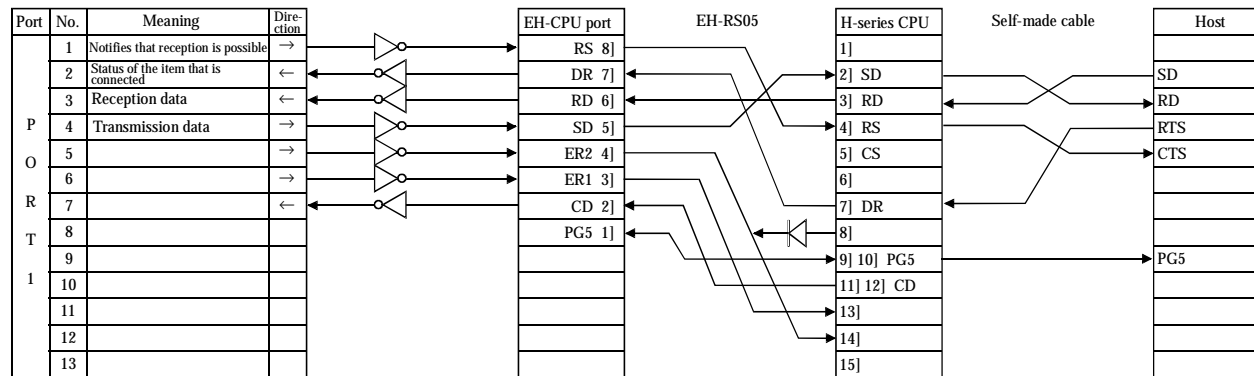 Port No. Meaning Dire-ction EH-CPU port EH-RS05 H-series CPU Self-made cable Host
1 Notifies that reception is possible → RS 8] 1]
2 Status of the item that is connected ← DR 7] 2] SD SD
3 Reception data ← RD 6] 3] RD RD
P 4 Transmission data → SD 5] 4] RS RTS
O 5 → ER2 4] 5] CS CTS
6 → ER1 3] 6]
R 7 ← CD 2] 7] DR
T 8 PG5 1] 8]
9 9] 10] PG5 PG5
1 10 11] 12] CD
11 13]
12 14]
13 15]